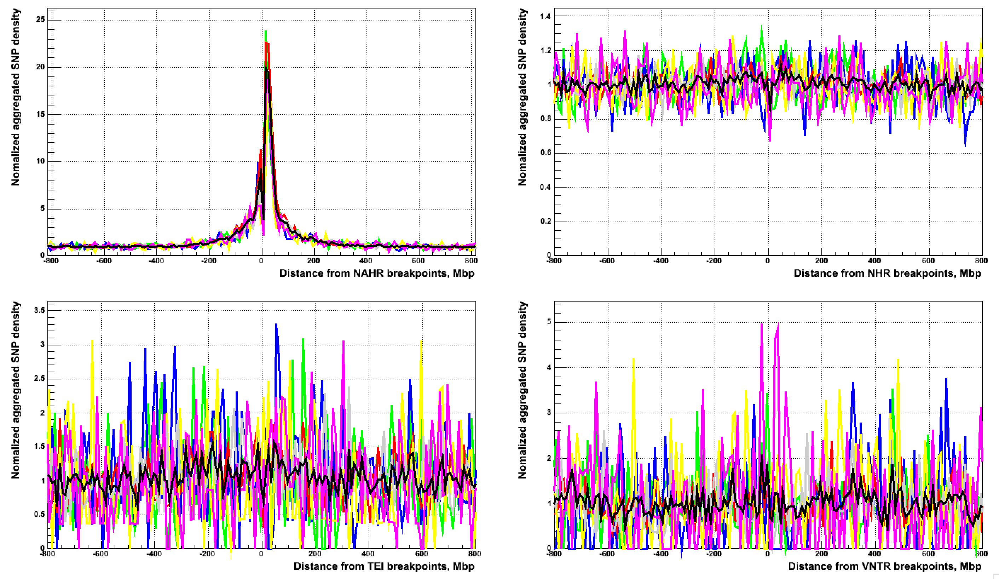 Nomalized aggregated SNP density
25
20
15
10
5
0
-800 -600 -400 -200 0 200 400 600 800
Distance from NAHR breakpoints, Mbp
Nomalized aggregated SNP density
1.4
1.2
1
0.8
0.6
0.4
0.2
0
-800 -600 -400 -200 0 200 400 600 800
Distance from NHR breakpoints, Mbp
Nomalized aggregated SNP density
3.5
3
2.5
2
1.5
1
0.5
0
-800 -600 -400 -200 0 200 400 600 800
Distance from TEI breakpoints, Mbp
Nomalized aggregated SNP density
5
4
3
2
1
0
-800 -600 -400 -200 0 200 400 600 800
Distance from VNTR breakpoints, Mbp